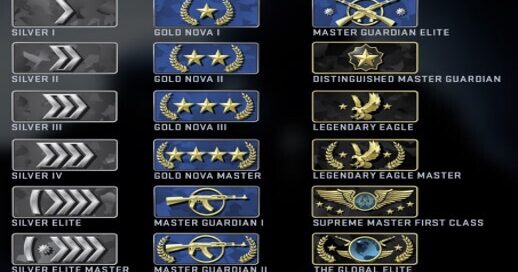 SILVER I
SILVER II
SILVER III
SILVER IV
SILVER ELITE
SILVER ELITE MASTER
GOLD NOVA I
GOLD NOVA II
GOLD NOVA III
GOLD NOVA MASTER
MASTER GUARDIAN I
MASTER GUARDIAN II
MASTER GUARDIAN ELITE
DISTINGUISHED MASTER GUARDIAN
LEGENDARY EAGLE
LEGENDARY EAGLE MASTER
SUPREME MASTER FIRST CLASS
THE GLOBAL ELITE